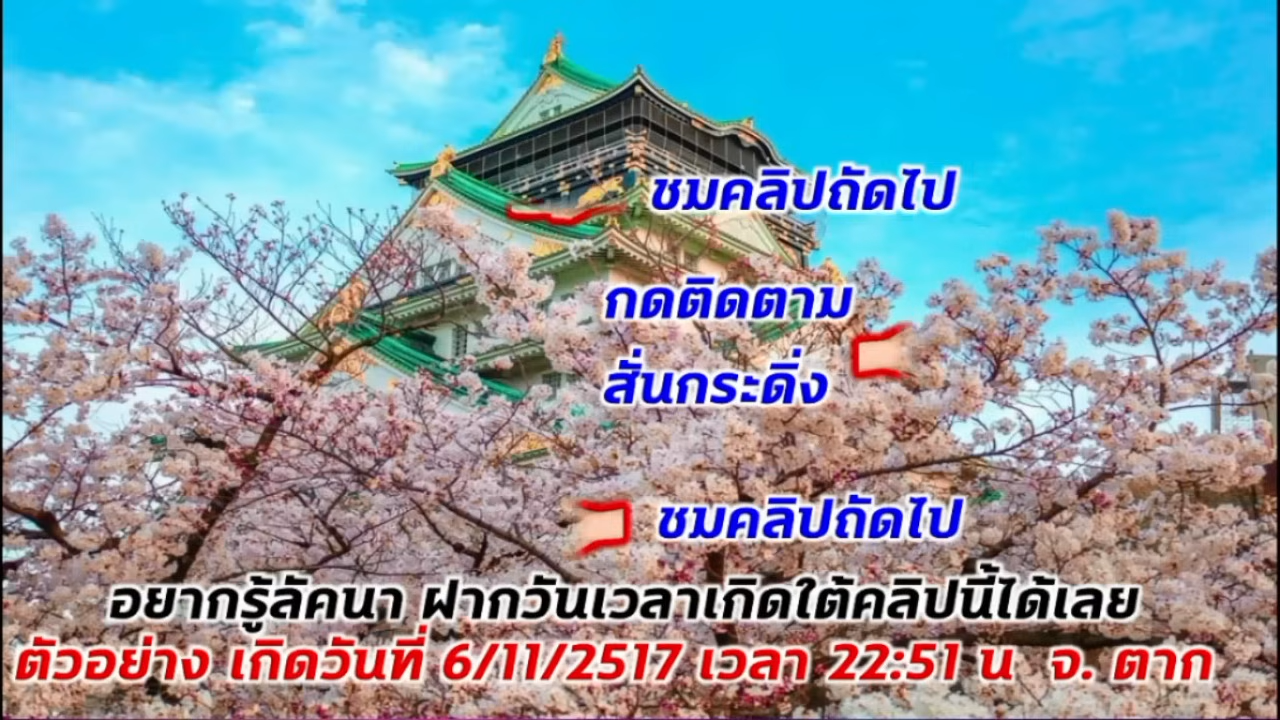 ชมคลิปถัดไป
กดติดตาม
สั่นกระดิ่ง
ชมคลิปถัดไป
อยากรู้ลัคนา ฝากวันเวลาเกิดใต้คลิปนี้ได้เลย
ตัวอย่าง เกิดวันที่ 6/11/2517 เวลา 22:51 น จ. ตาก